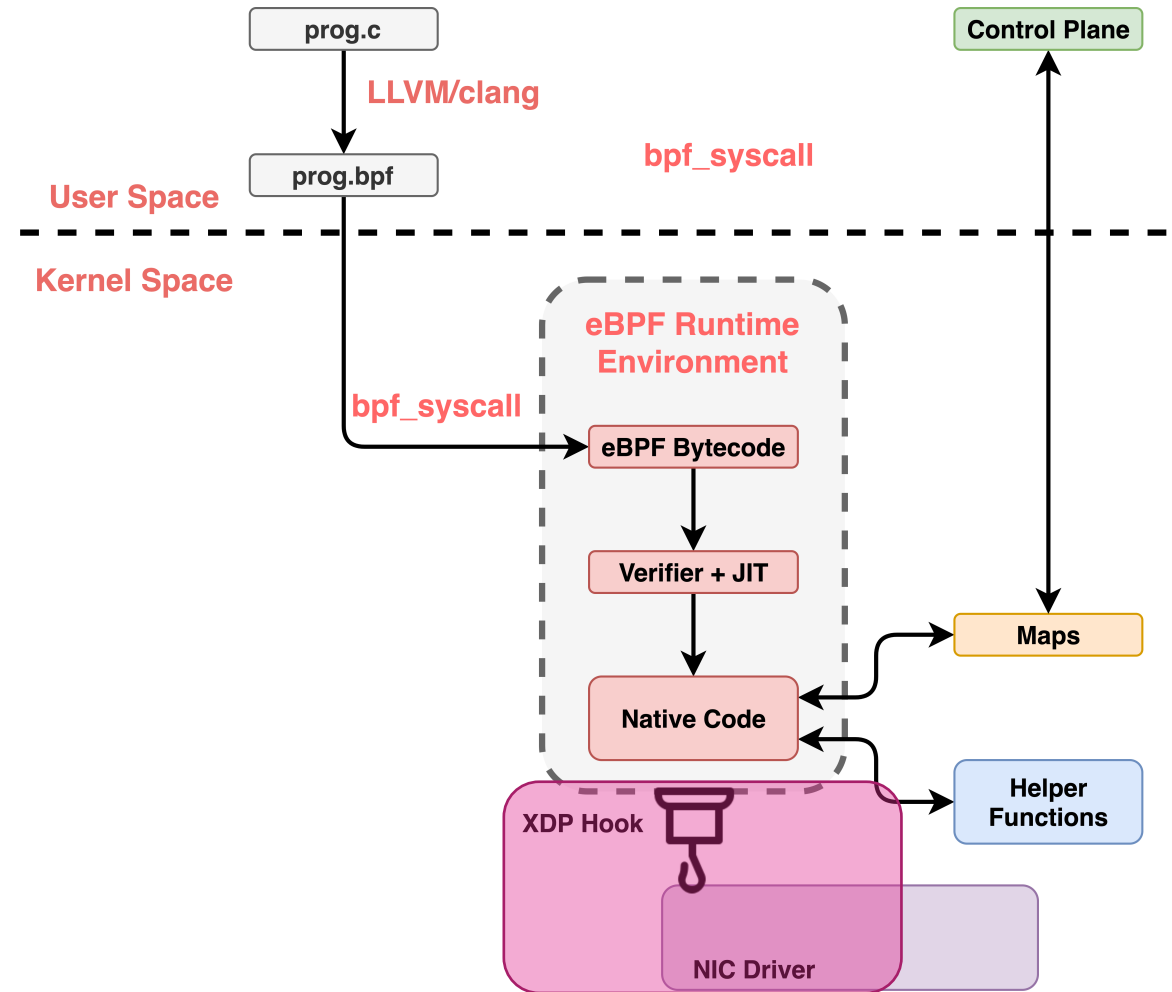 prog.c
Control Plane
LLVM/clang
bpf_syscall
prog.bpf
User Space
Kernel Space
eBPF Runtime
Environment
bpf_syscall
eBPF Bytecode
Verifier + JIT
Maps
Native Code
Helper
Functions
XDP Hook
NIC Driver